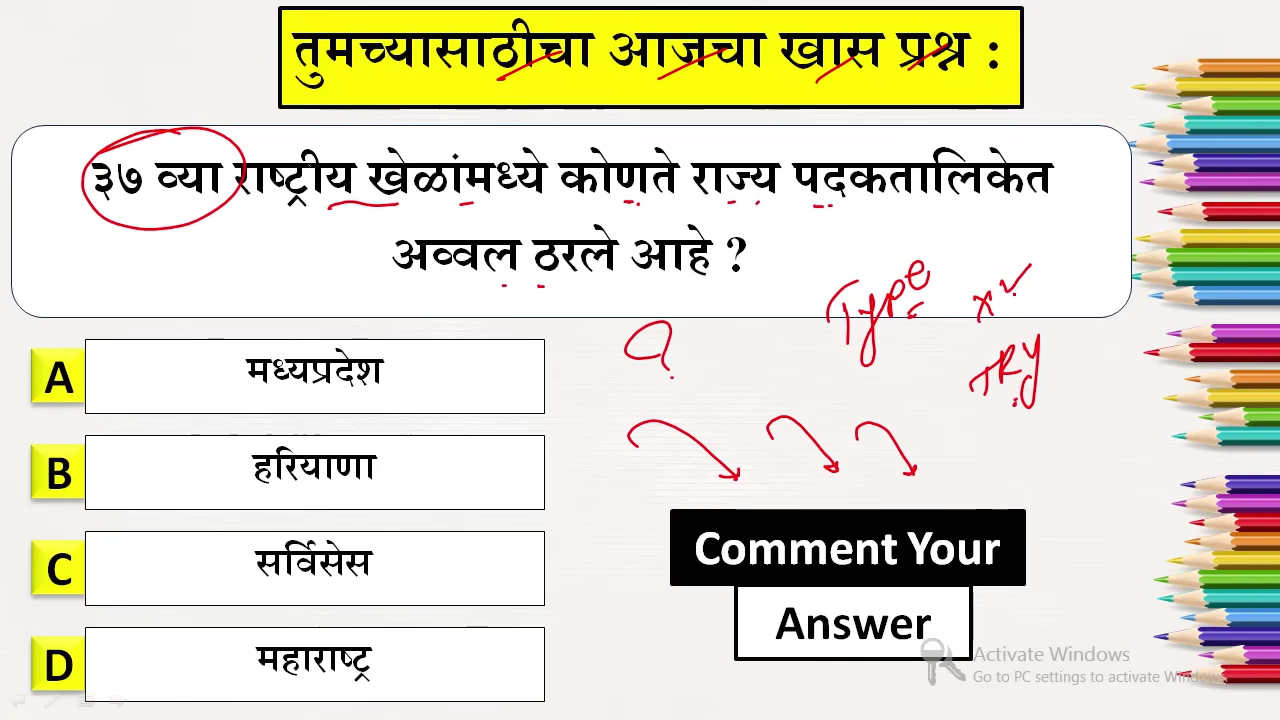 तुमच्यासाठीचा आजचा खास प्रश्न :
३७ व्या राष्ट्रीय खेळांमध्ये कोणते राज्य पदकतालिकेत
अव्वल ठरले आहे ?
Type
TRY
A मध्यप्रदेश
B हरियाणा
C सर्विसेस
D महाराष्ट्र
Comment Your
Answer
Activate Windows
Go to PC settings to activate Windows.